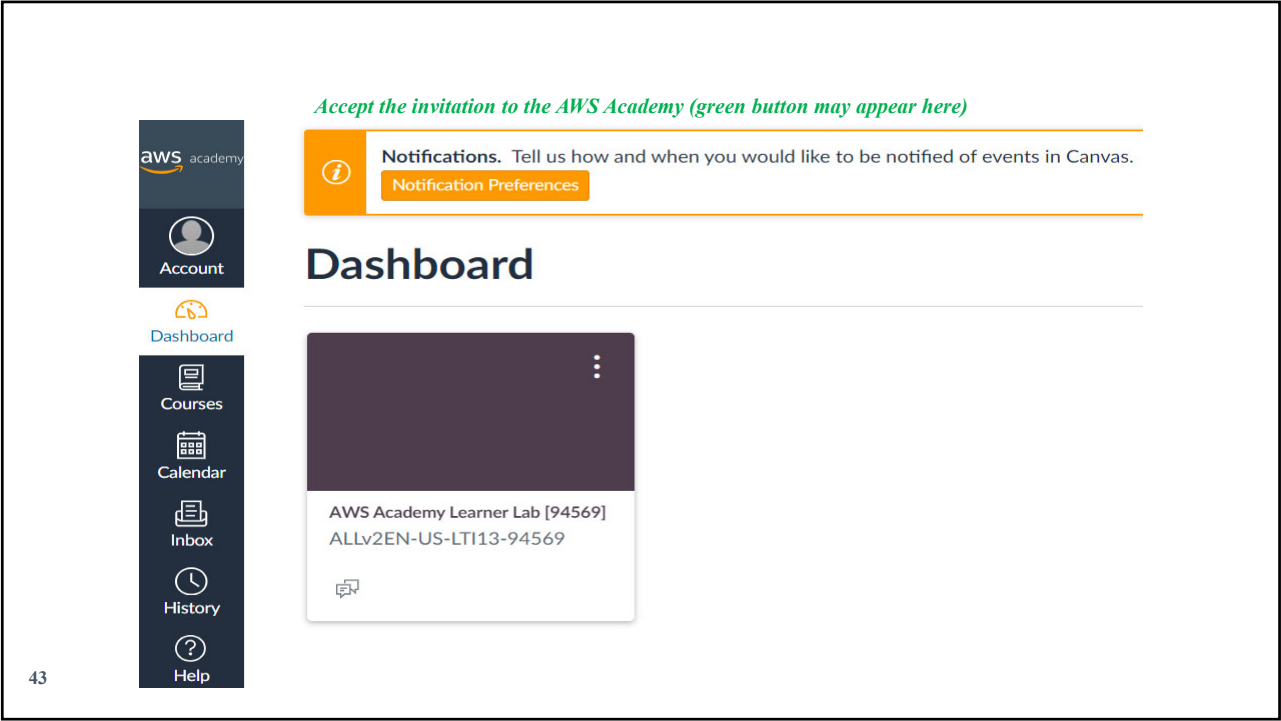 Accept the invitation to the AWS Academy (green button may appear here)
aws academy
Account
Dashboard
Courses
Calendar
Inbox
History
Help
Notifications. Tell us how and when you would like to be notified of events in Canvas.
Notification Preferences
Dashboard
AWS Academy Learner Lab [94569]
ALLv2EN-US-LTI13-94569
43